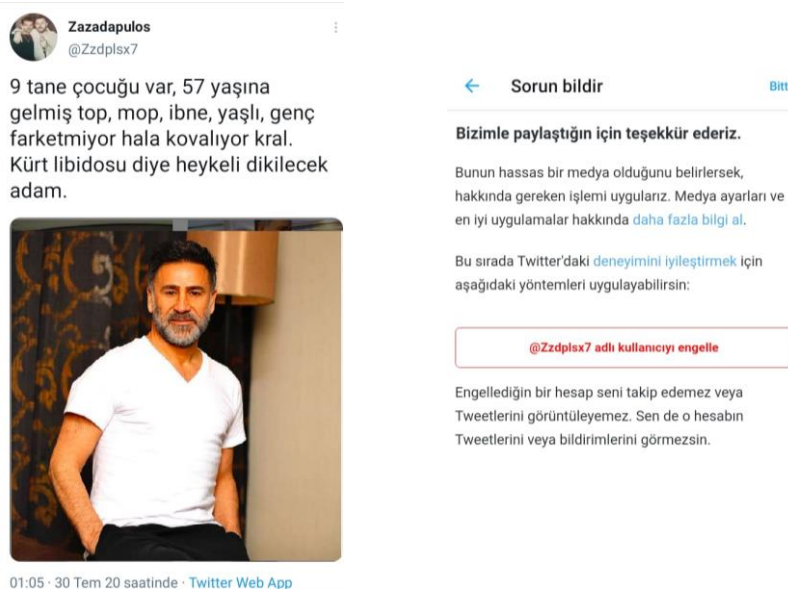 Zazadapulos
@Zzdplsx7
9 tane çocuğu var, 57 yaşına
gelmiş top, mop, ibne, yaşlı, genç
farketmiyor hala kovalıyor kral.
Kürt libidosu diye heykeli dikilecek
adam.
01:05 · 30 Tem 20 saatinde · Twitter Web App
Sorun bildir
Bitt
Bizimle paylaştığın için teşekkür ederiz.
Bunun hassas bir medya olduğunu belirlersek,
hakkında gereken işlemi uygularız. Medya ayarları ve
en iyi uygulamalar hakkında daha fazla bilgi al.
Bu sırada Twitter'daki deneyimini iyileştirmek için
aşağıdaki yöntemleri uygulayabilirsin:
@Zzdplsx7 adlı kullanıcıyı engelle
Engellediğin bir hesap seni takip edemez veya
Tweetlerini görüntüleyemez. Sen de o hesabın
Tweetlerini veya bildirimlerini görmezsin.